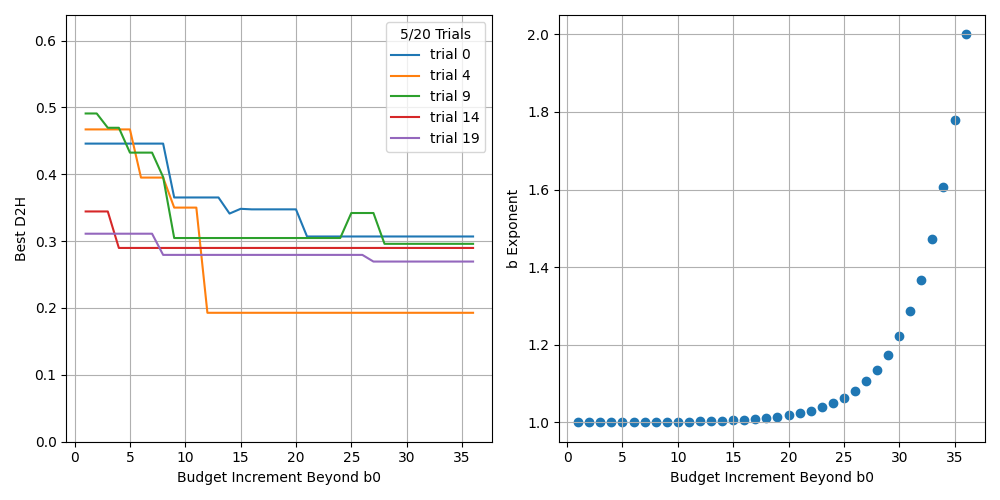 5/20 Trials
trial 0
trial 4
trial 9
trial 14
trial 19
Best D2H
0.6
0.5
0.4
0.3
0.2
0.1
0.0
0 5 10 15 20 25 30 35
Budget Increment Beyond b0
b Exponent
2.0
1.8
1.6
1.4
1.2
1.0
0 5 10 15 20 25 30 35
Budget Increment Beyond b0